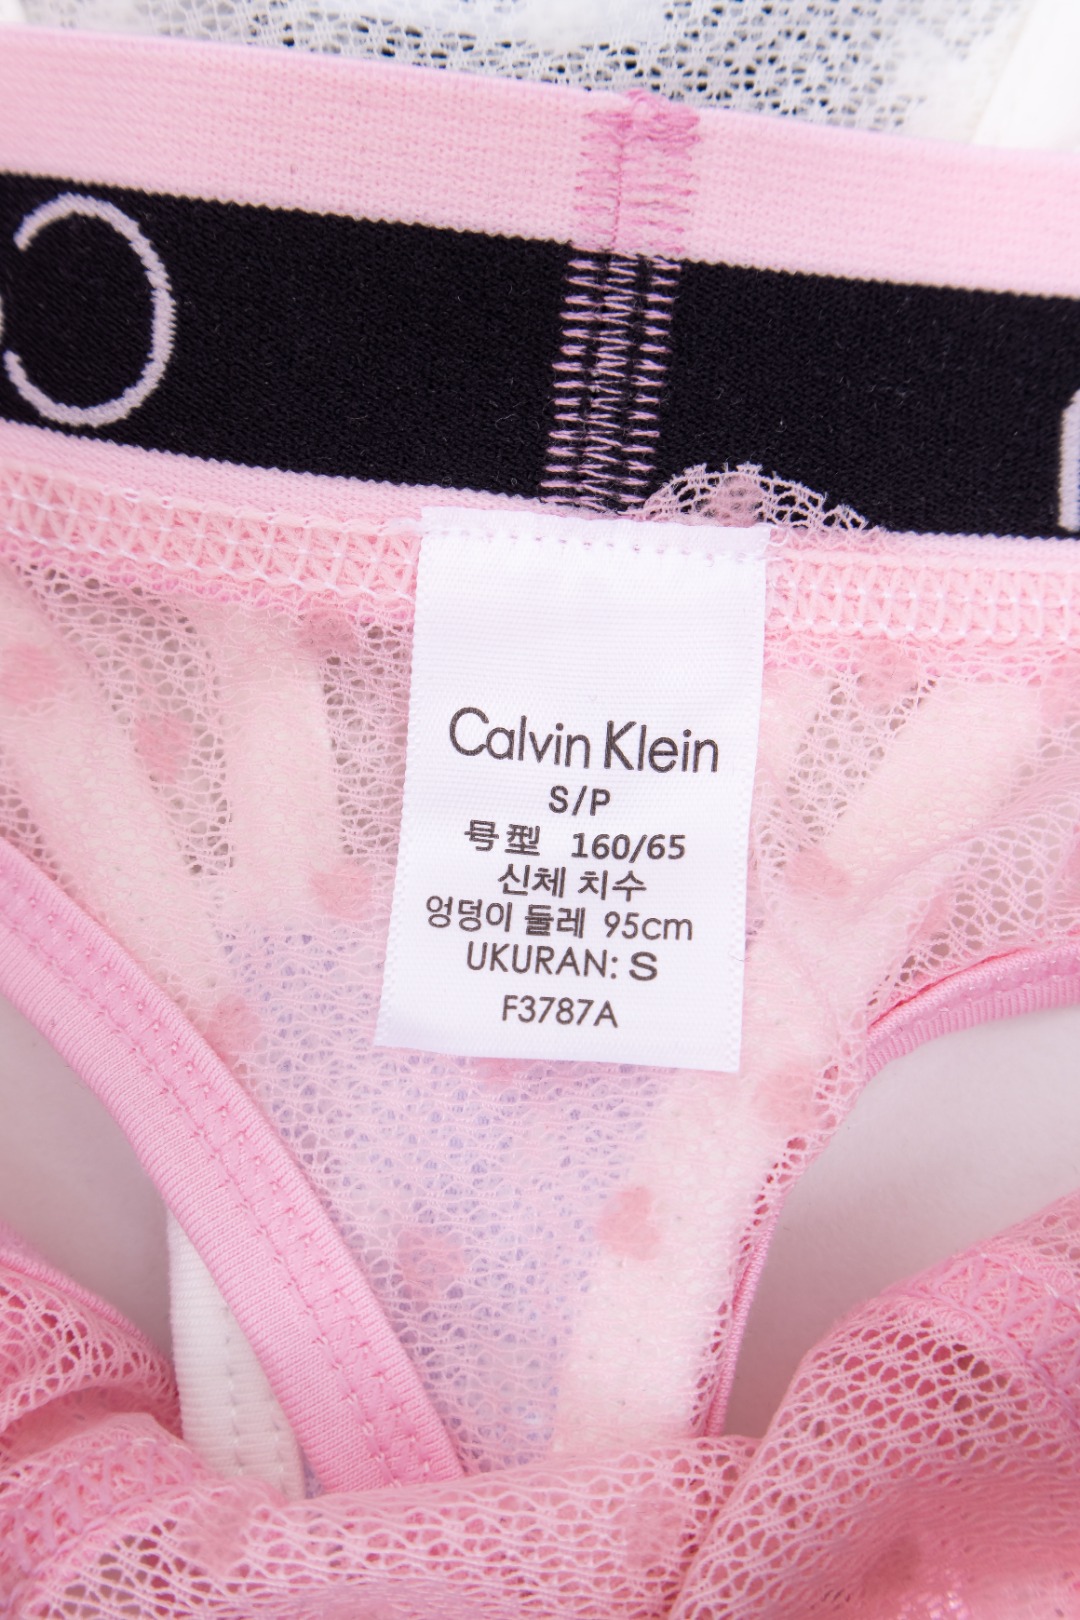 C
Calvin Klein
S/P
号型 160/65
신체 치수
엉덩이 둘레 95cm
UKURAN: S
F3787A